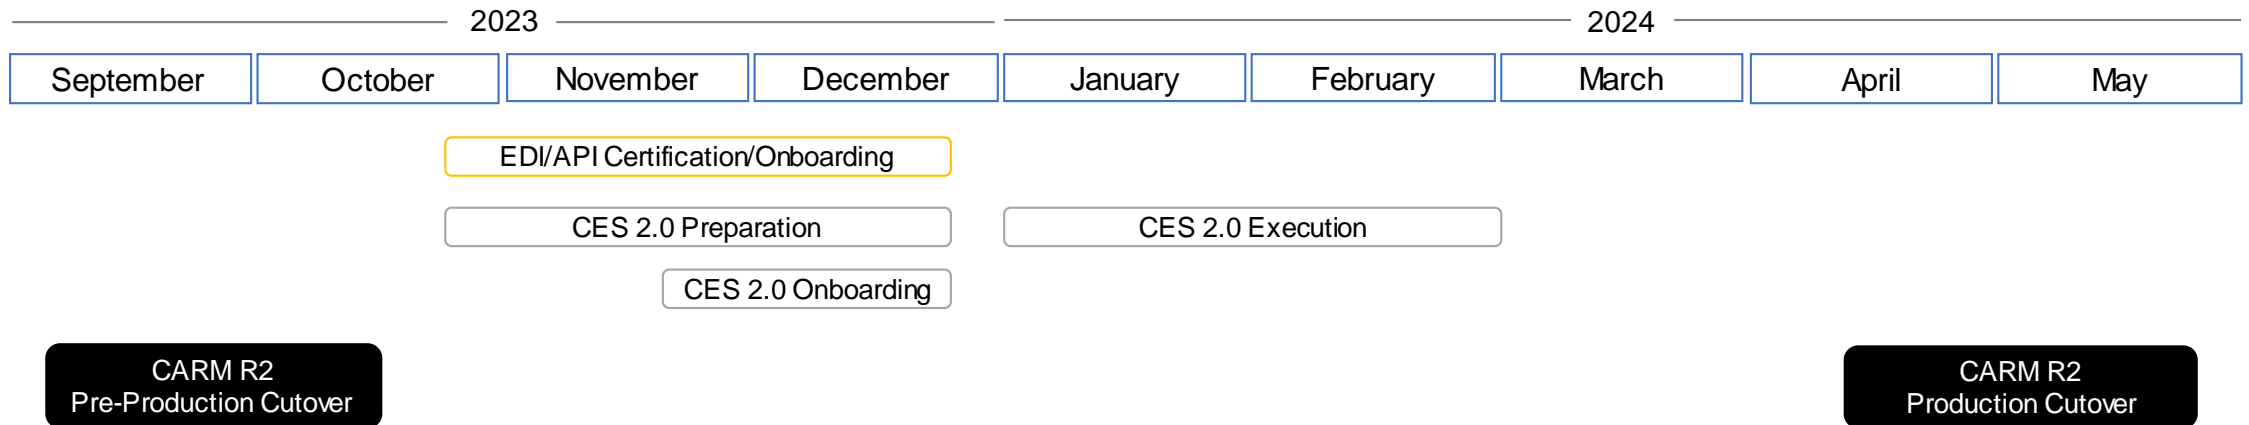 2023
2024
September
October
November
December
January
February
March
April
May
EDI/API Certification/Onboarding
CES 2.0 Preparation
CES 2.0 Execution
CES 2.0 Onboarding
CARM R2
Pre-Production Cutover
CARM R2
Production Cutover